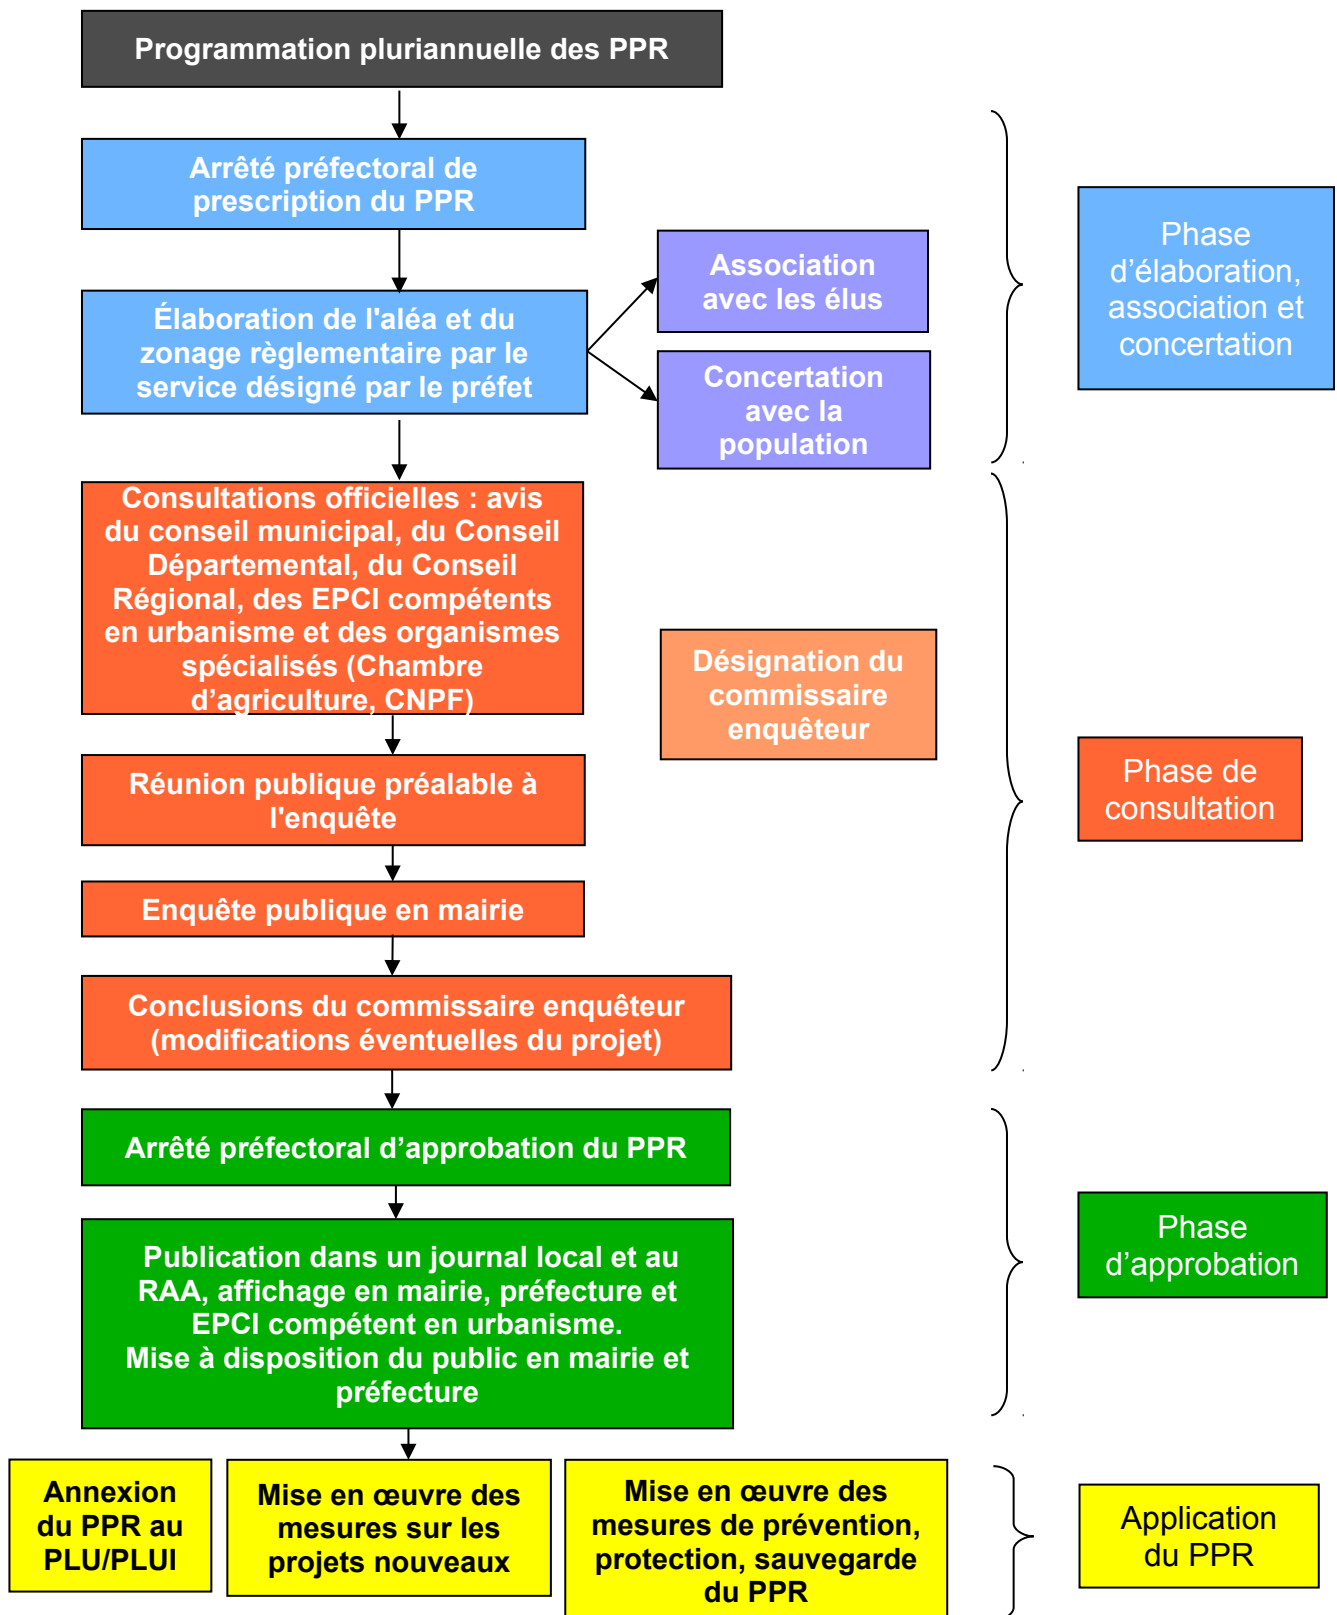 Programmation pluriannuelle des PPR
Arrêté préfectoral de
prescription du PPR
Élaboration de l'aléa et du
zonage règlementaire par le
service désigné par le préfet
Association
avec les élus
Concertation
avec la
population
Phase
d’élaboration,
association et
concertation
Consultations officielles : avis
du conseil municipal, du Conseil
Départemental, du Conseil
Régional, des EPCI compétents
en urbanisme et des organismes
spécialisés (Chambre
d’agriculture, CNPF)
Désignation du
commissaire
enquêteur
Réunion publique préalable à
l'enquête
Enquête publique en mairie
Conclusions du commissaire enquêteur
(modifications éventuelles du projet)
Phase de
consultation
Arrêté préfectoral d’approbation du PPR
Publication dans un journal local et au
RAA, affichage en mairie, préfecture et
EPCI compétent en urbanisme.
Mise à disposition du public en mairie et
préfecture
Phase
d’approbation
Annexion
du PPR au
PLU/PLUI
Mise en œuvre des
mesures sur les
projets nouveaux
Mise en œuvre des
mesures de prévention,
protection, sauvegarde
du PPR
Application
du PPR